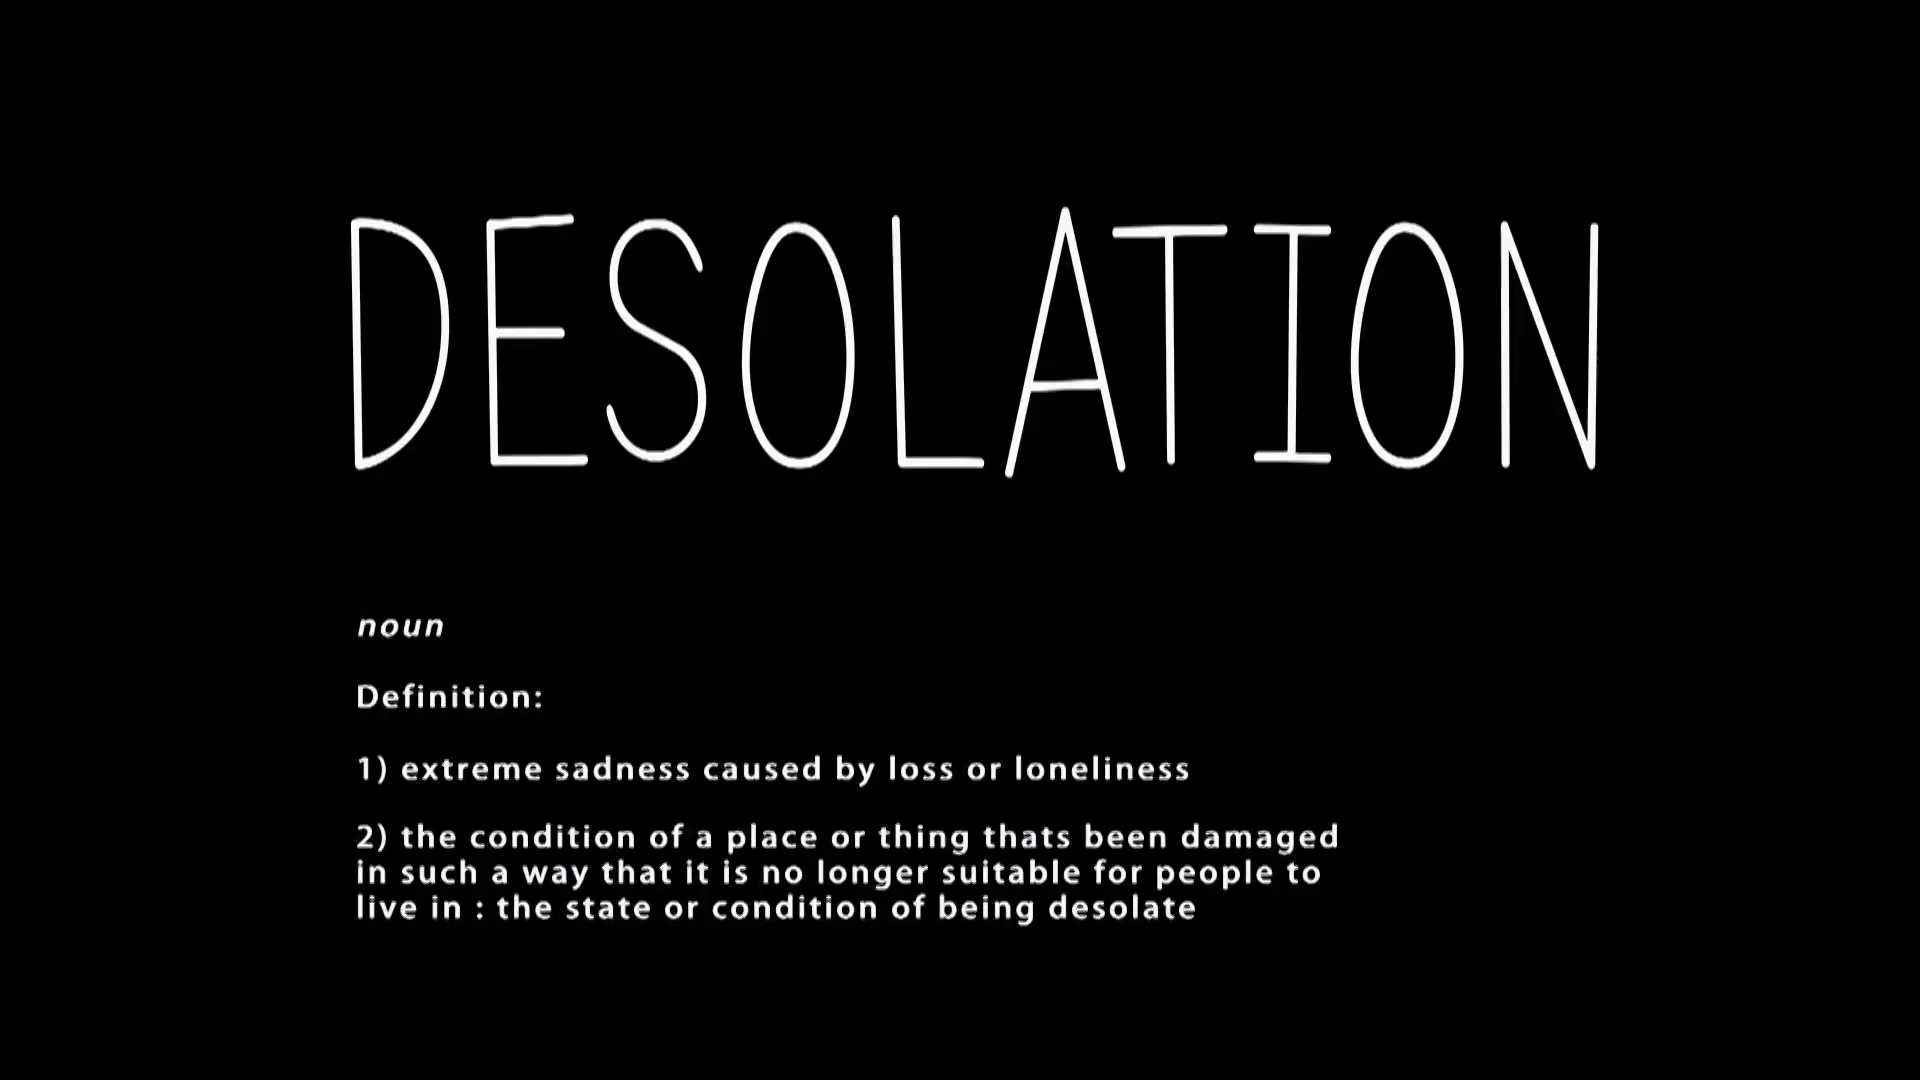 DESOLATION
noun
Definition:
1) extreme sadness caused by loss or loneliness
2) the condition of a place or thing thats been damaged
in such a way that it is no longer suitable for people to
live in : the state or condition of being desolate